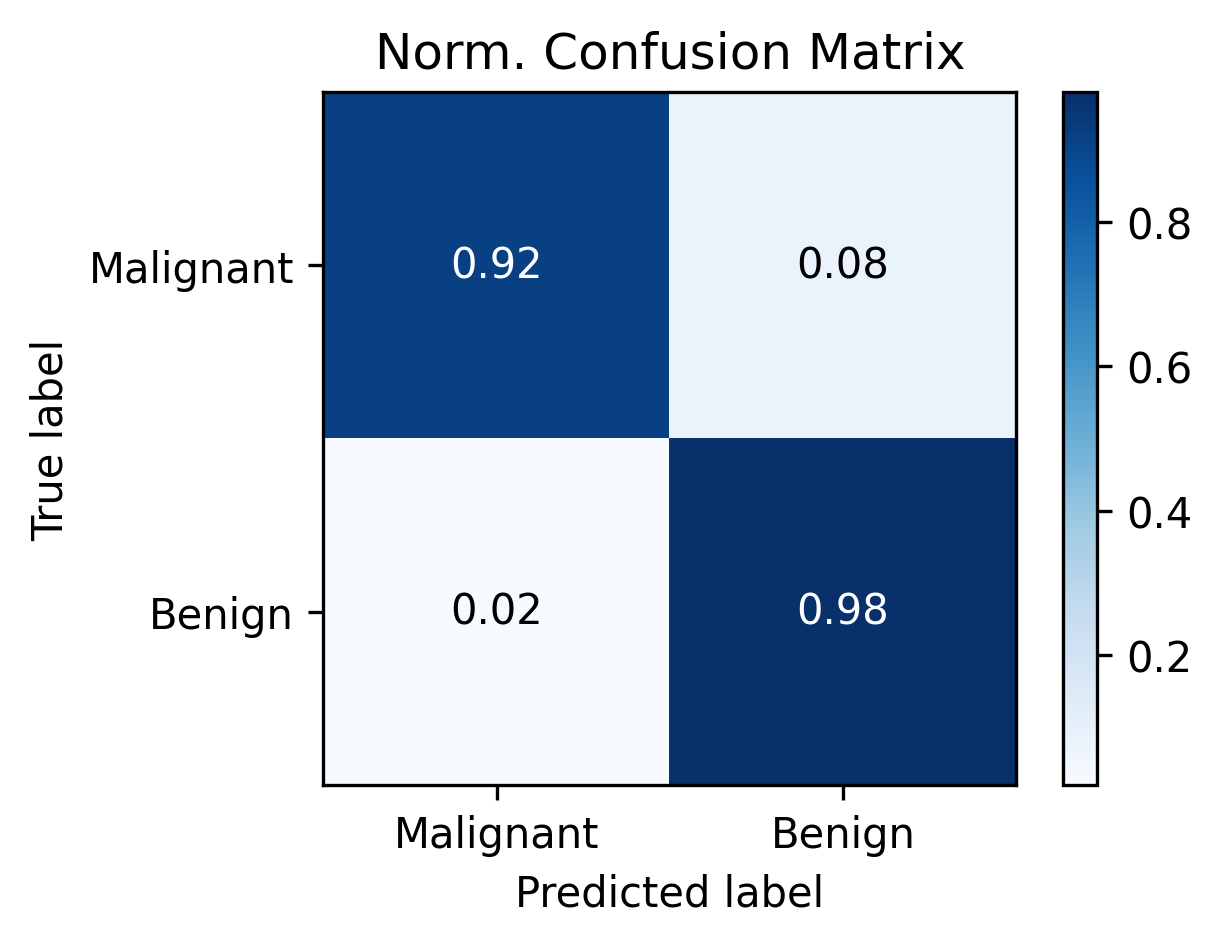 Norm. Confusion Matrix
Malignant
0.92
0.08
Benign
0.02
0.98
True label
Malignant
Benign
Predicted label
0.8
0.6
0.4
0.2